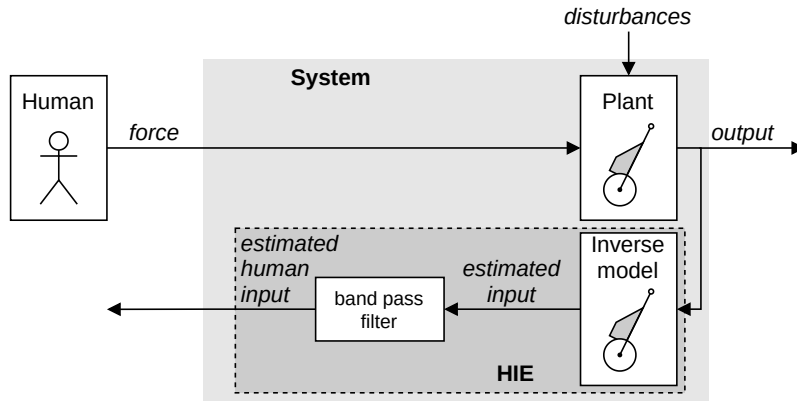 disturbances
System
Human
Plant
force
output
estimated
human
input
estimated
input
Inverse
model
band pass
filter
HIE